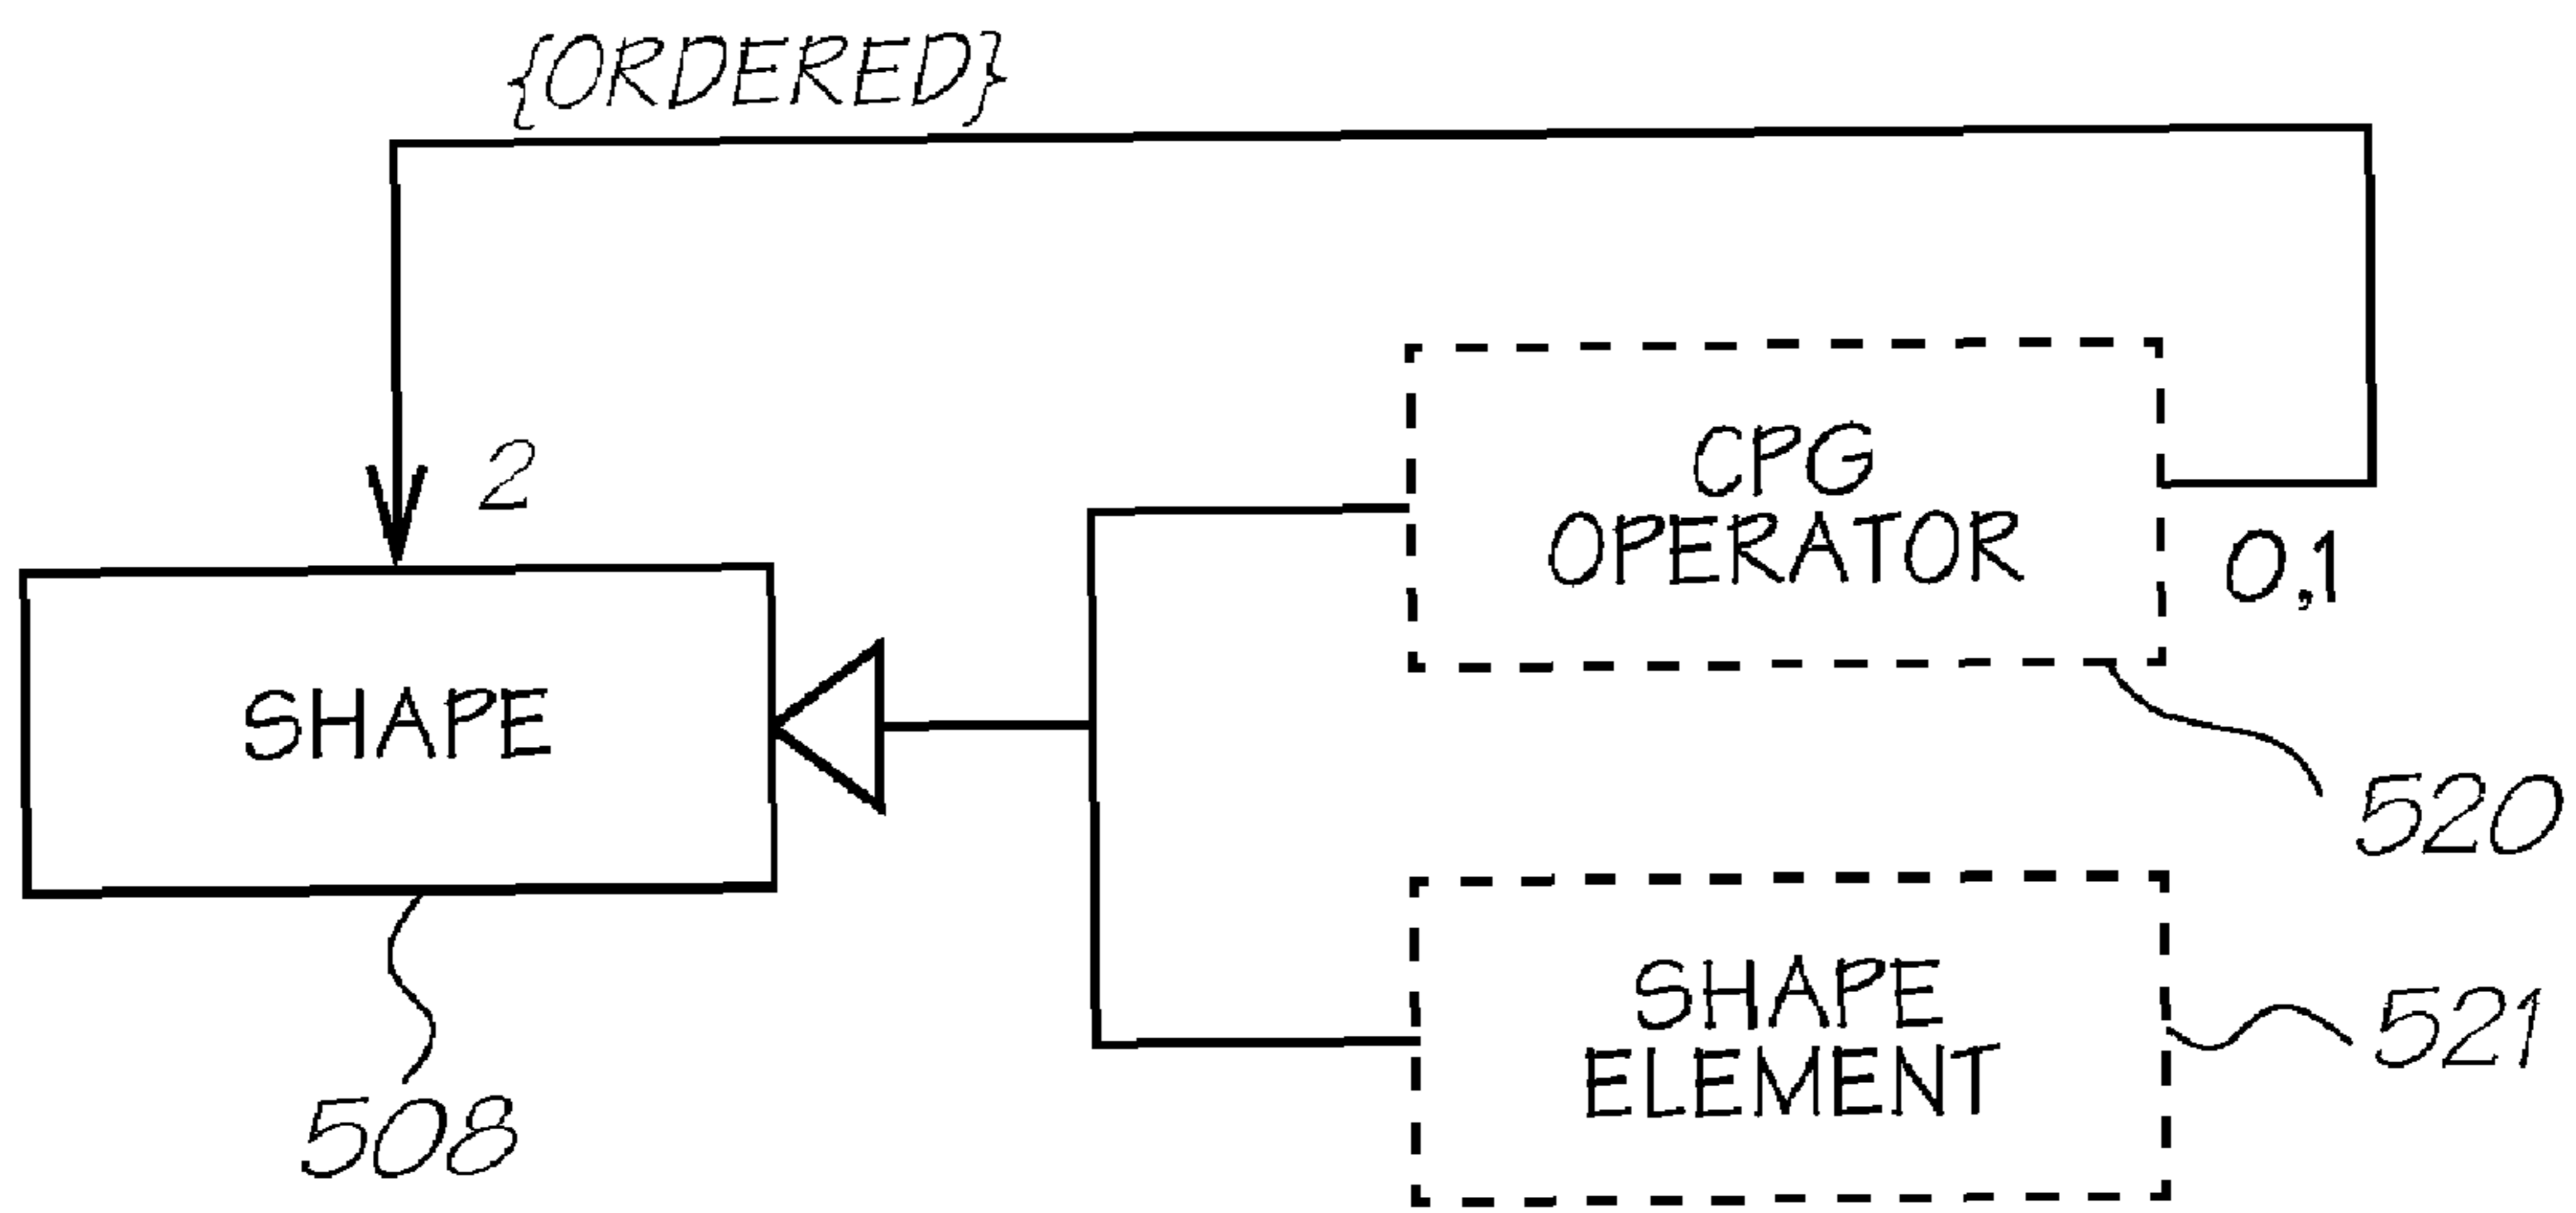 {ORDERED}
2
CPG
OPERATOR
0,1
SHAPE
520
SHAPE
ELEMENT
521
508